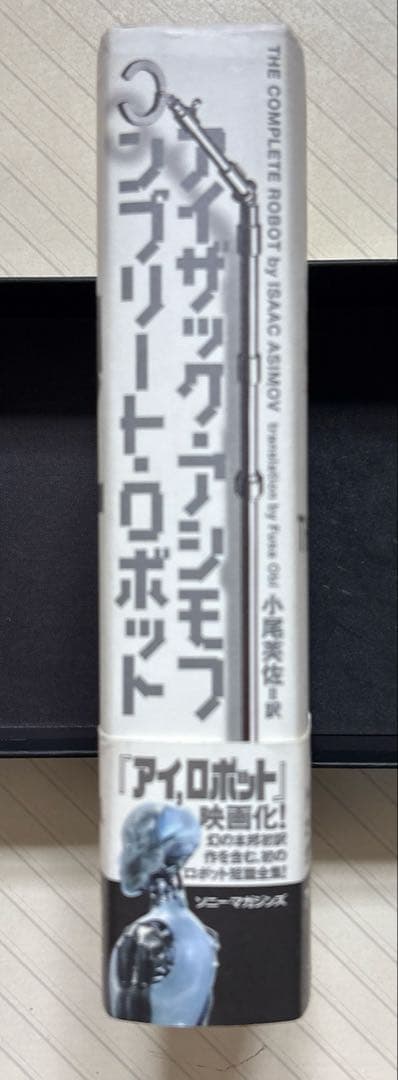 THE COMPLETE ROBOT by ISAAC ASIMOV translation by Fusa Obi
小尾芙佐=訳
アイザック・アシモフ
コンプリート・ロボット
『アイ,ロボット』
映画化!
幻の本邦初訳
作を含む、初の
ロボット短篇全集!
ソニー・マガジンズ